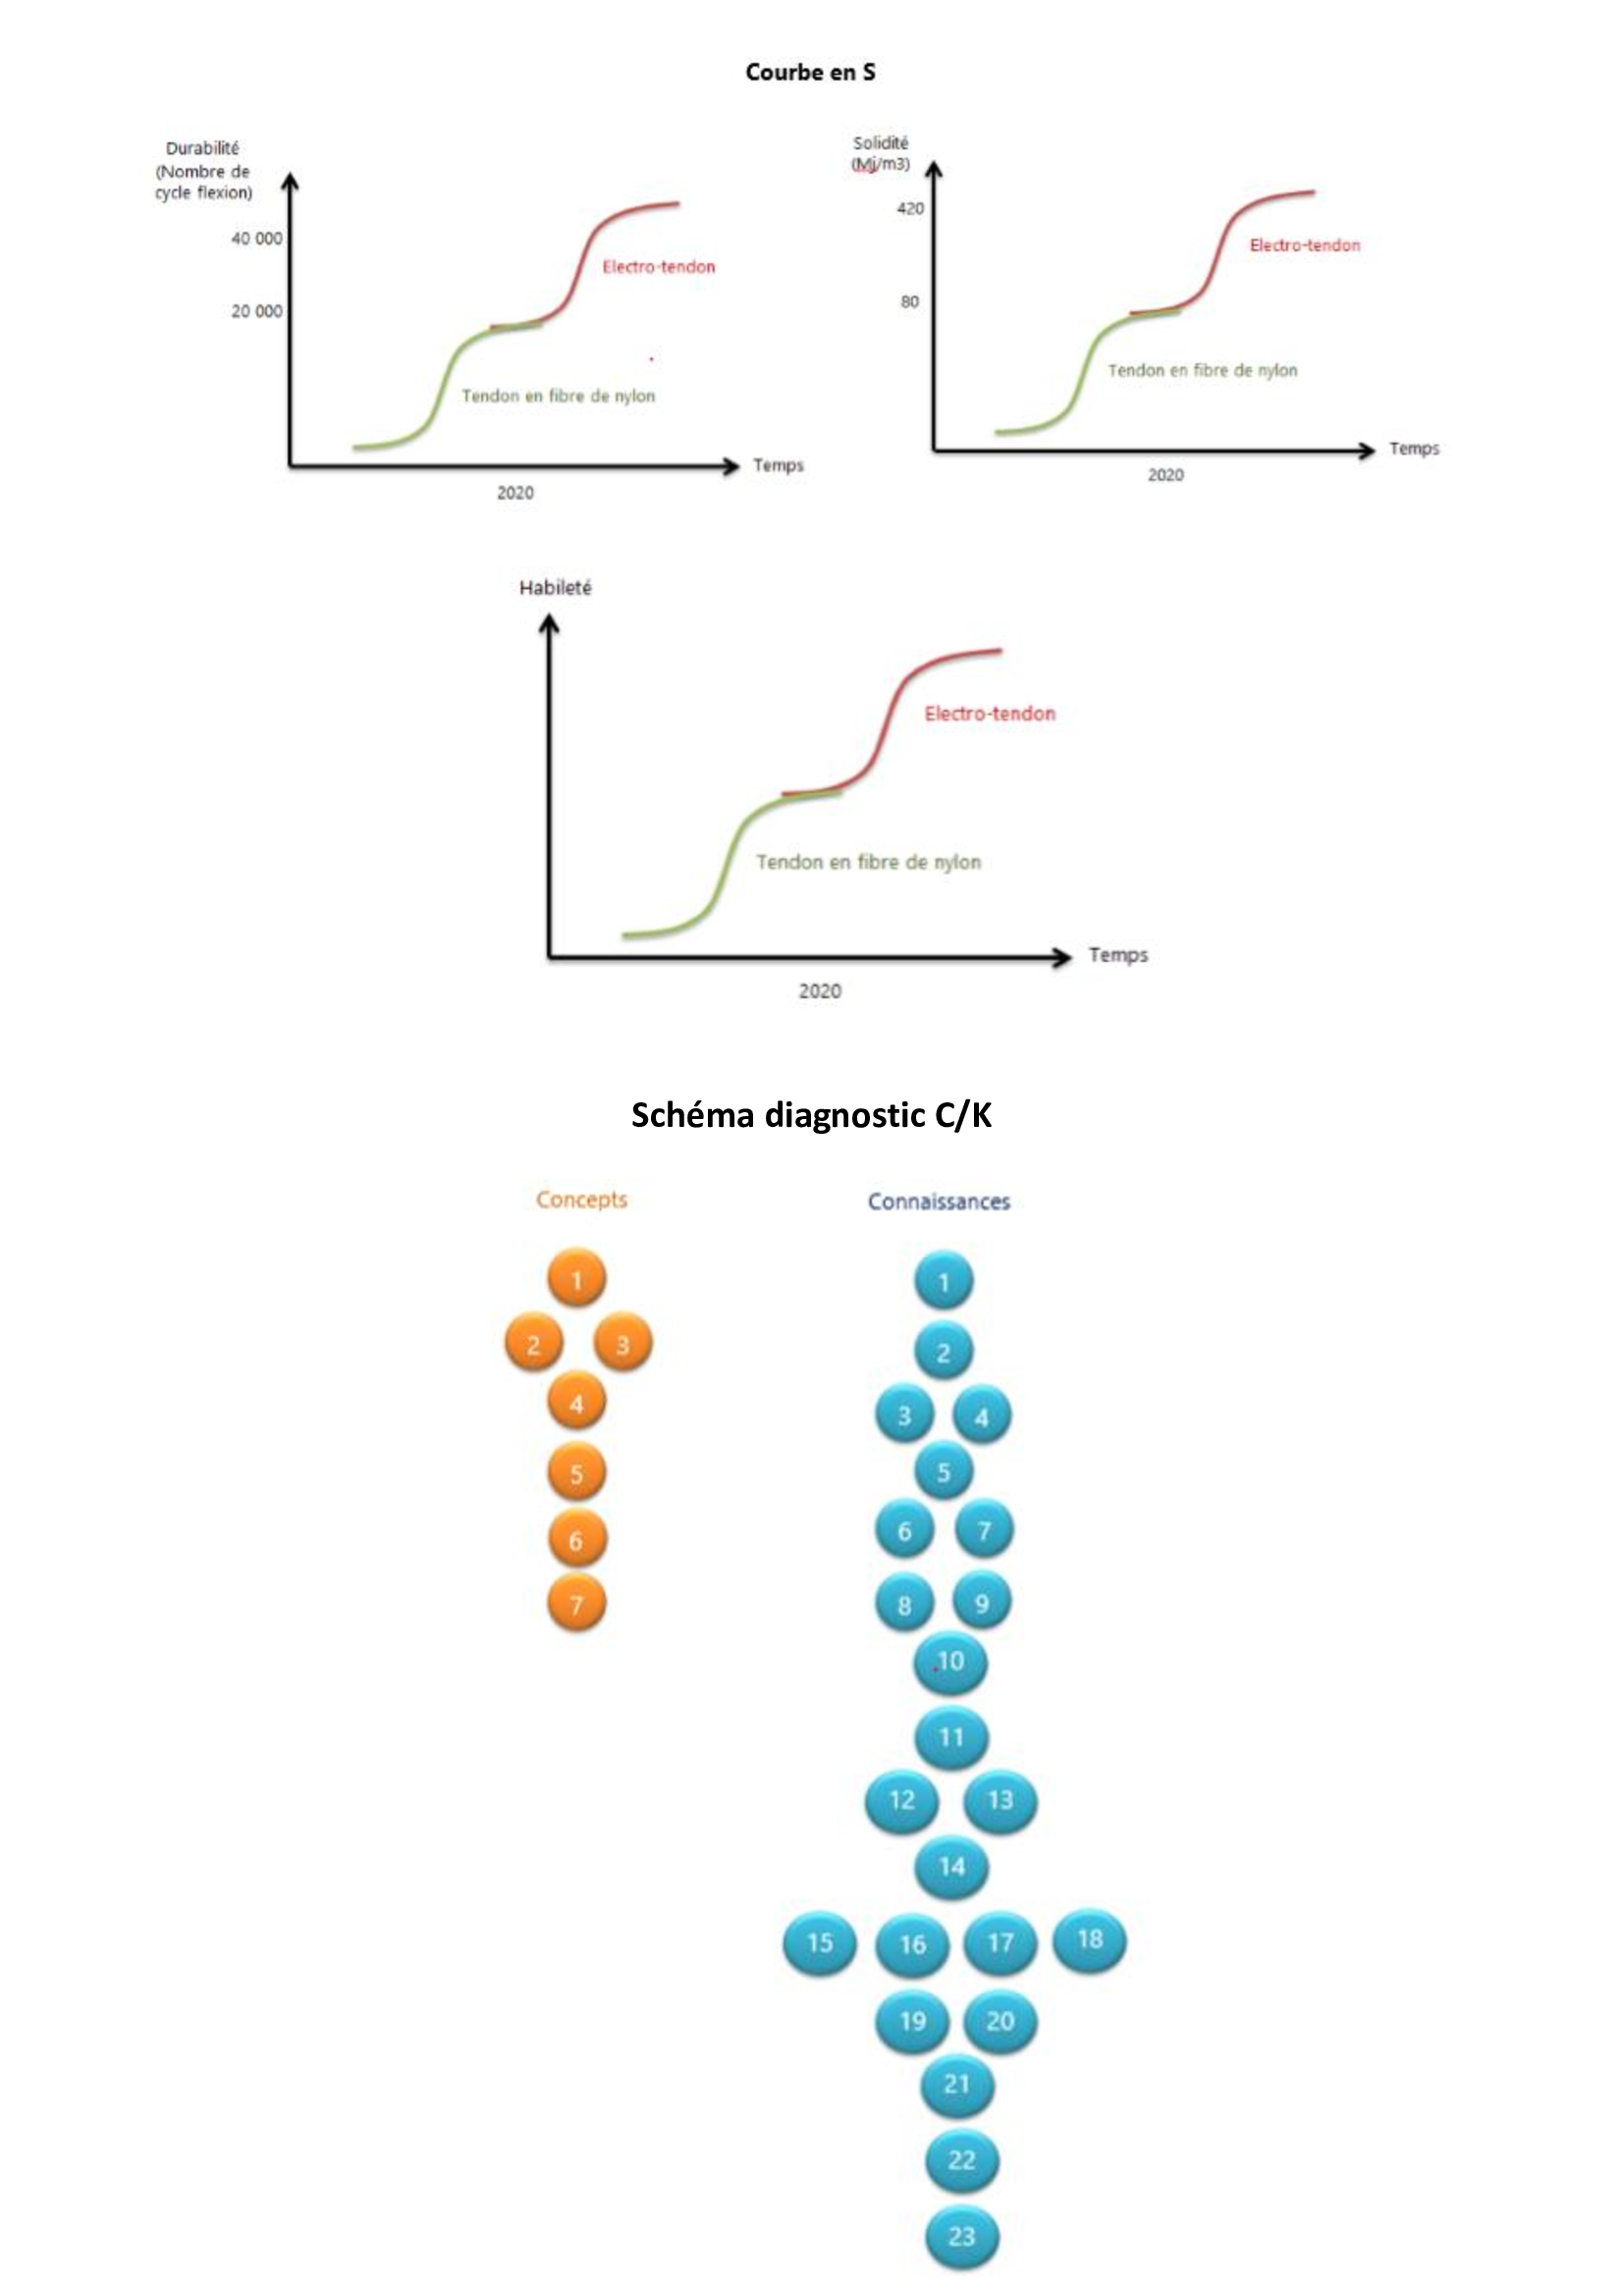 Courbe en S
Durabilité
(Nombre de
cycle flexion)
40 000
20 000
Electro-tendon
Tendon en fibre de nylon
Temps
2020
Solidité
(Mj/m3)
420
80
Electro-tendon
Tendon en fibre de nylon
Temps
2020
Habileté
Electro-tendon
Tendon en fibre de nylon
Temps
2020
Schéma diagnostic C/K
Concepts
1
2 3
4
5
6
7
Connaissances
1
2
3 4
5
6 7
8 9
10
11
12 13
14
15 16 17 18
19 20
21
22
23